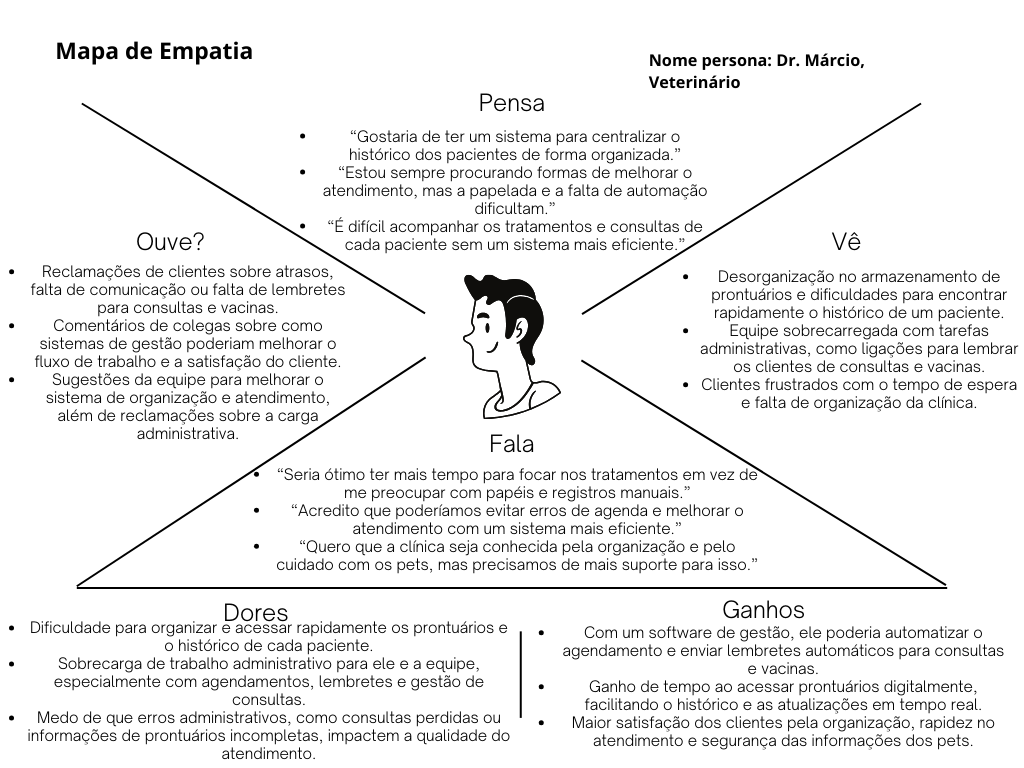 Mapa de Empatia
Nome persona: Dr. Márcio,
Veterinário
Pensa
• “Gostaria de ter um sistema para centralizar o
histórico dos pacientes de forma organizada.”
• “Estou sempre procurando formas de melhorar o
atendimento, mas a papelada e a falta de automação
dificultam.”
• “É difícil acompanhar os tratamentos e consultas de
cada paciente sem um sistema mais eficiente.”
Ouve?
• Reclamações de clientes sobre atrasos,
falta de comunicação ou falta de lembretes
para consultas e vacinas.
• Comentários de colegas sobre como
sistemas de gestão poderiam melhorar o
fluxo de trabalho e a satisfação do cliente.
• Sugestões da equipe para melhorar o
sistema de organização e atendimento,
além de reclamações sobre a carga
administrativa.
Vê
• Desorganização no armazenamento de
prontuários e dificuldades para encontrar
rapidamente o histórico de um paciente.
• Equipe sobrecarregada com tarefas
administrativas, como ligações para lembrar
os clientes de consultas e vacinas.
• Clientes frustrados com o tempo de espera
e falta de organização da clínica.
Fala
• “Seria ótimo ter mais tempo para focar nos tratamentos em vez de
me preocupar com papéis e registros manuais.”
• “Acredito que poderíamos evitar erros de agenda e melhorar o
atendimento com um sistema mais eficiente.”
• “Quero que a clínica seja conhecida pela organização e pelo
cuidado com os pets, mas precisamos de mais suporte para isso.”
Dores
• Dificuldade para organizar e acessar rapidamente os prontuários e
o histórico de cada paciente.
• Sobrecarga de trabalho administrativo para ele e a equipe,
especialmente com agendamentos, lembretes e gestão de
consultas.
• Medo de que erros administrativos, como consultas perdidas ou
informações de prontuários incompletas, impactem a qualidade do
atendimento.
Ganhos
• Com um software de gestão, ele poderia automatizar o
agendamento e enviar lembretes automáticos para consultas
e vacinas.
• Ganho de tempo ao acessar prontuários digitalmente,
facilitando o histórico e as atualizações em tempo real.
• Maior satisfação dos clientes pela organização, rapidez no
atendimento e segurança das informações dos pets.